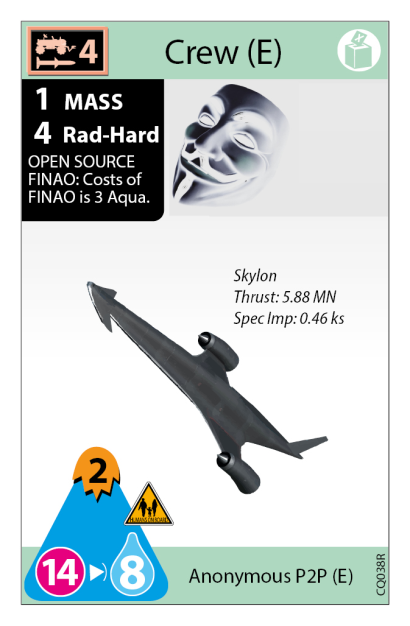 4
Crew (E)
1 MASS
4 Rad-Hard
OPEN SOURCE
FINAO: Costs of
FINAO is 3 Aqua.
Skylon
Thrust: 5.88 MN
Spec Imp: 0.46 ks
2
14
8
Anonymous P2P (E)
CQ038R